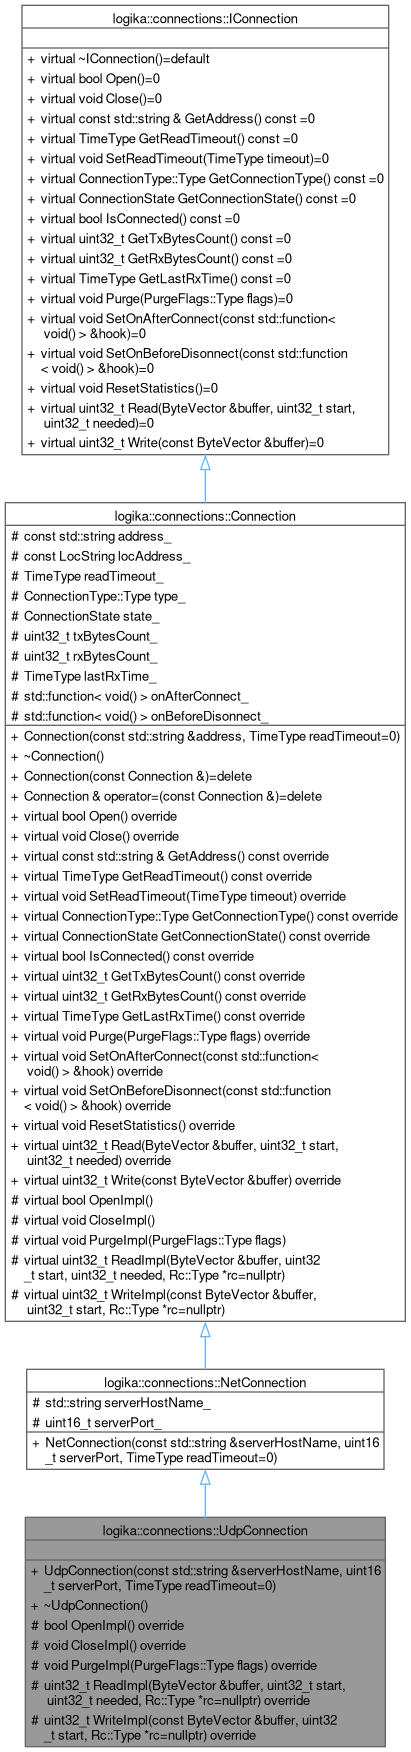 logika::connections::IConnection
+ virtual ~IConnection()=default
+ virtual bool Open()=0
+ virtual void Close()=0
+ virtual const std::string & GetAddress() const =0
+ virtual TimeType GetReadTimeout() const =0
+ virtual void SetReadTimeout(TimeType timeout)=0
+ virtual ConnectionType::Type GetConnectionType() const =0
+ virtual ConnectionState GetConnectionState() const =0
+ virtual bool IsConnected() const =0
+ virtual uint32_t GetTxBytesCount() const =0
+ virtual uint32_t GetRxBytesCount() const =0
+ virtual TimeType GetLastRxTime() const =0
+ virtual void Purge(PurgeFlags::Type flags)=0
+ virtual void SetOnAfterConnect(const std::function<
void() > &hook)=0
+ virtual void SetOnBeforeDisonnect(const std::function
< void() > &hook)=0
+ virtual void ResetStatistics()=0
+ virtual uint32_t Read(ByteVector &buffer, uint32_t start,
uint32_t needed)=0
+ virtual uint32_t Write(const ByteVector &buffer)=0
logika::connections::Connection
# const std::string address_
# const LocString locAddress_
# TimeType readTimeout_
# ConnectionType::Type type_
# ConnectionState state_
# uint32_t txBytesCount_
# uint32_t rxBytesCount_
# TimeType lastRxTime_
# std::function< void() > onAfterConnect_
# std::function< void() > onBeforeDisonnect_
+ Connection(const std::string &address, TimeType readTimeout=0)
+ ~Connection()
+ Connection(const Connection &)=delete
+ Connection & operator=(const Connection &)=delete
+ virtual bool Open() override
+ virtual void Close() override
+ virtual const std::string & GetAddress() const override
+ virtual TimeType GetReadTimeout() const override
+ virtual void SetReadTimeout(TimeType timeout) override
+ virtual ConnectionType::Type GetConnectionType() const override
+ virtual ConnectionState GetConnectionState() const override
+ virtual bool IsConnected() const override
+ virtual uint32_t GetTxBytesCount() const override
+ virtual uint32_t GetRxBytesCount() const override
+ virtual TimeType GetLastRxTime() const override
+ virtual void Purge(PurgeFlags::Type flags) override
+ virtual void SetOnAfterConnect(const std::function<
void() > &hook) override
+ virtual void SetOnBeforeDisonnect(const std::function
< void() > &hook) override
+ virtual void ResetStatistics() override
+ virtual uint32_t Read(ByteVector &buffer, uint32_t start,
uint32_t needed) override
+ virtual uint32_t Write(const ByteVector &buffer) override
# virtual bool OpenImpl()
# virtual void CloseImpl()
# virtual void PurgeImpl(PurgeFlags::Type flags)
# virtual uint32_t ReadImpl(ByteVector &buffer, uint32
_t start, uint32_t needed, Rc::Type *rc=nullptr)
# virtual uint32_t WriteImpl(const ByteVector &buffer,
uint32_t start, Rc::Type *rc=nullptr)
logika::connections::NetConnection
# std::string serverHostName_
# uint16_t serverPort_
+ NetConnection(const std::string &serverHostName, uint16
_t serverPort, TimeType readTimeout=0)
logika::connections::UdpConnection
+ UdpConnection(const std::string &serverHostName, uint16
_t serverPort, TimeType readTimeout=0)
+ ~UdpConnection()
# bool OpenImpl() override
# void CloseImpl() override
# void PurgeImpl(PurgeFlags::Type flags) override
# uint32_t ReadImpl(ByteVector &buffer, uint32_t start,
uint32_t needed, Rc::Type *rc=nullptr) override
# uint32_t WriteImpl(const ByteVector &buffer, uint32
_t start, Rc::Type *rc=nullptr) override